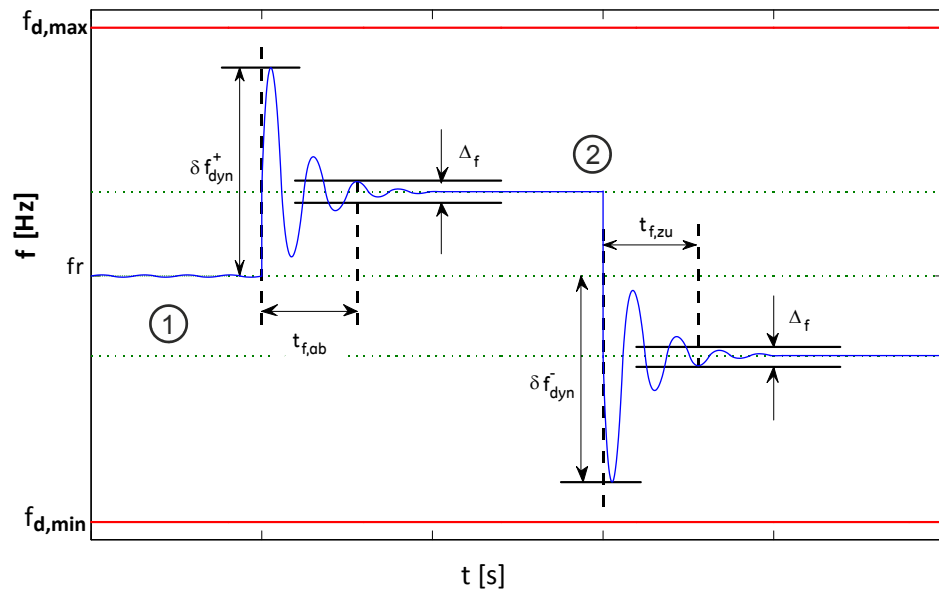 f_d,max
②
Δ_f
δ f_dyn^+
t_f,zu
f [Hz]
fr
①
Δ_f
t_f,ab
δ f_dyn^-
f_d,min
t [s]